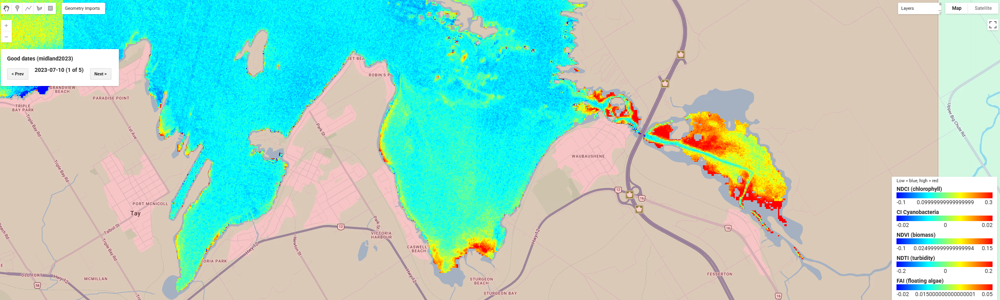 Geometry Imports
Layers
Map
Satellite
+
−
Good dates (midland2023)
2023-07-10 (1 of 5)
< Prev
Next >
GRANDVIEW
BEACH
PARADISE POINT
TRIPLE
BAY PARK
Triple Bay Rd
1st Ave
Triple Bay Rd
PORT MCNICOLL
Tay
Talbot St
Triple Bay Rd
Beach Rd
OLD FORT
Hwy 12
58
MCMILLAN
SET BEA
ROBIN'S PO
Park St
12
Park St
VICTORIA
HARBOUR
Newton St
Hwy 12
TORIA PARK
CASWELL'S
BEACH
Hwy 12
Hwy 12
STURGEON
BEACH
STURGEON BAY
WAUBAUSHENE
12
16
16
FESSERTON
16
Upper Big Chute Rd
Low = blue, high = red
NDCI (chlorophyll)
-0.1 0.09999999999999999 0.3
CI Cyanobacteria
-0.02 0 0.02
NDVI (biomass)
-0.1 0.024999999999999994 0.15
NDTI (turbidity)
-0.2 0 0.2
FAI (floating algae)
-0.02 0.015000000000000001 0.05